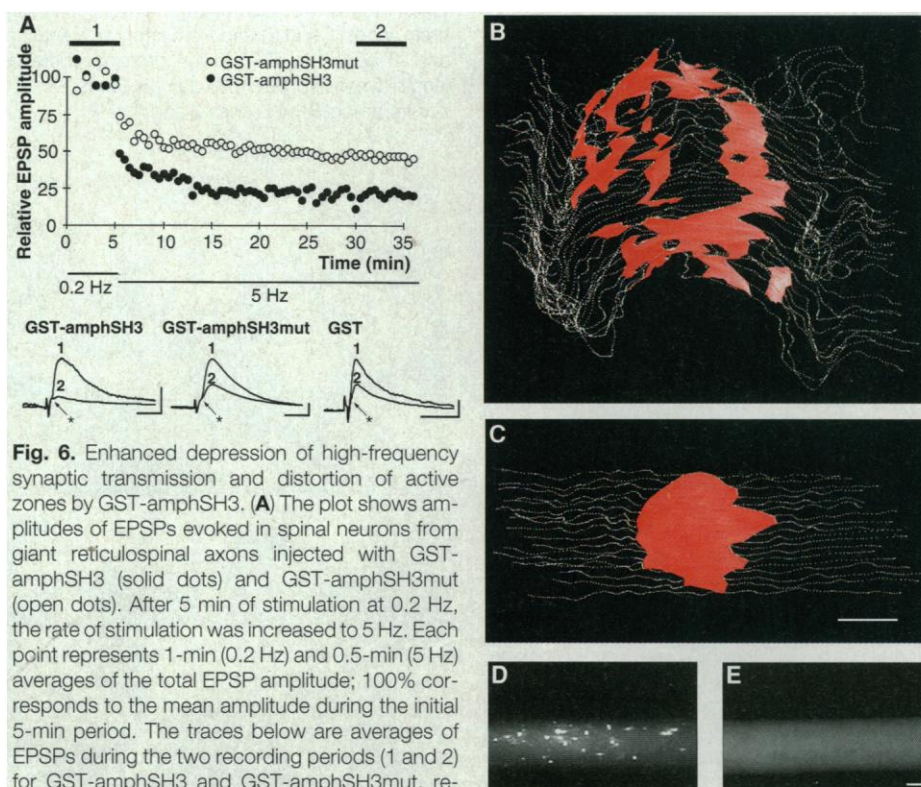 A
1
2
GST-amphSH3mut
GST-amphSH3
Relative EPSP amplitude
100
75
50
25
0
0
5
10
15
20
25
30
35
Time (min)
0.2 Hz
5 Hz
GST-amphSH3
GST-amphSH3mut
GST
1
1
1
2
2
2
*
*
*
Fig. 6. Enhanced depression of high-frequency
synaptic transmission and distortion of active
zones by GST-amphSH3. (A) The plot shows am-
plitudes of EPSPs evoked in spinal neurons from
giant reticulospinal axons injected with GST-
amphSH3 (solid dots) and GST-amphSH3mut
(open dots). After 5 min of stimulation at 0.2 Hz,
the rate of stimulation was increased to 5 Hz. Each
point represents 1-min (0.2 Hz) and 0.5-min (5 Hz)
averages of the total EPSP amplitude; 100% cor-
responds to the mean amplitude during the initial
5-min period. The traces below are averages of
EPSPs during the two recording periods (1 and 2)
for GST-amphSH3 and GST-amphSH3mut, re-
B
C
D
E